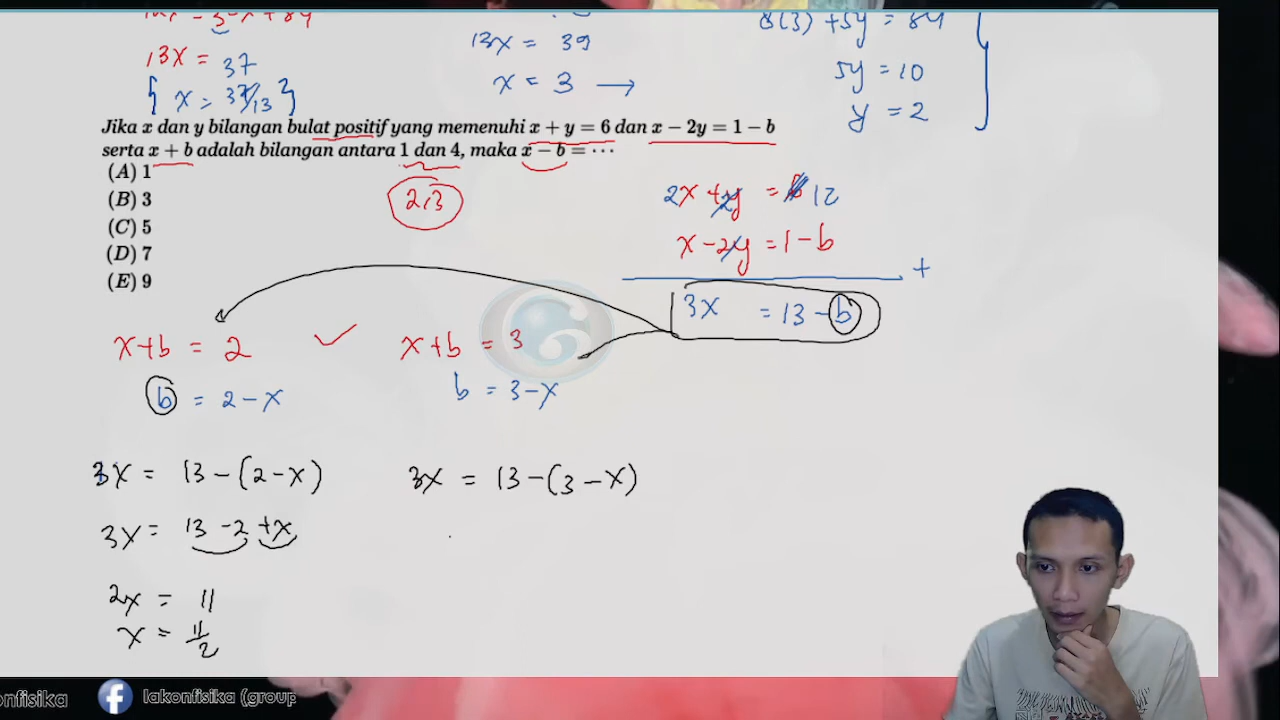 13x = 37
{ x = 37/13 }
13x = 39
x = 3 →
8(3) + 5y = 84
5y = 10
y = 2
Jika x dan y bilangan bulat positif yang memenuhi x + y = 6 dan x − 2y = 1 − b
serta x + b adalah bilangan antara 1 dan 4, maka x − b = ⋯
(A) 1
(B) 3
(C) 5
(D) 7
(E) 9
2,3
2x + 2y = 12
x - 2y = 1 - b
+
3x = 13 - b
x + b = 2 ✓
b = 2 - x
3x = 13 - (2 - x)
3x = 13 - 2 + x
2x = 11
x = 11/2
x + b = 3
b = 3 - x
3x = 13 - (3 - x)
onfisika
lakonfisika (group